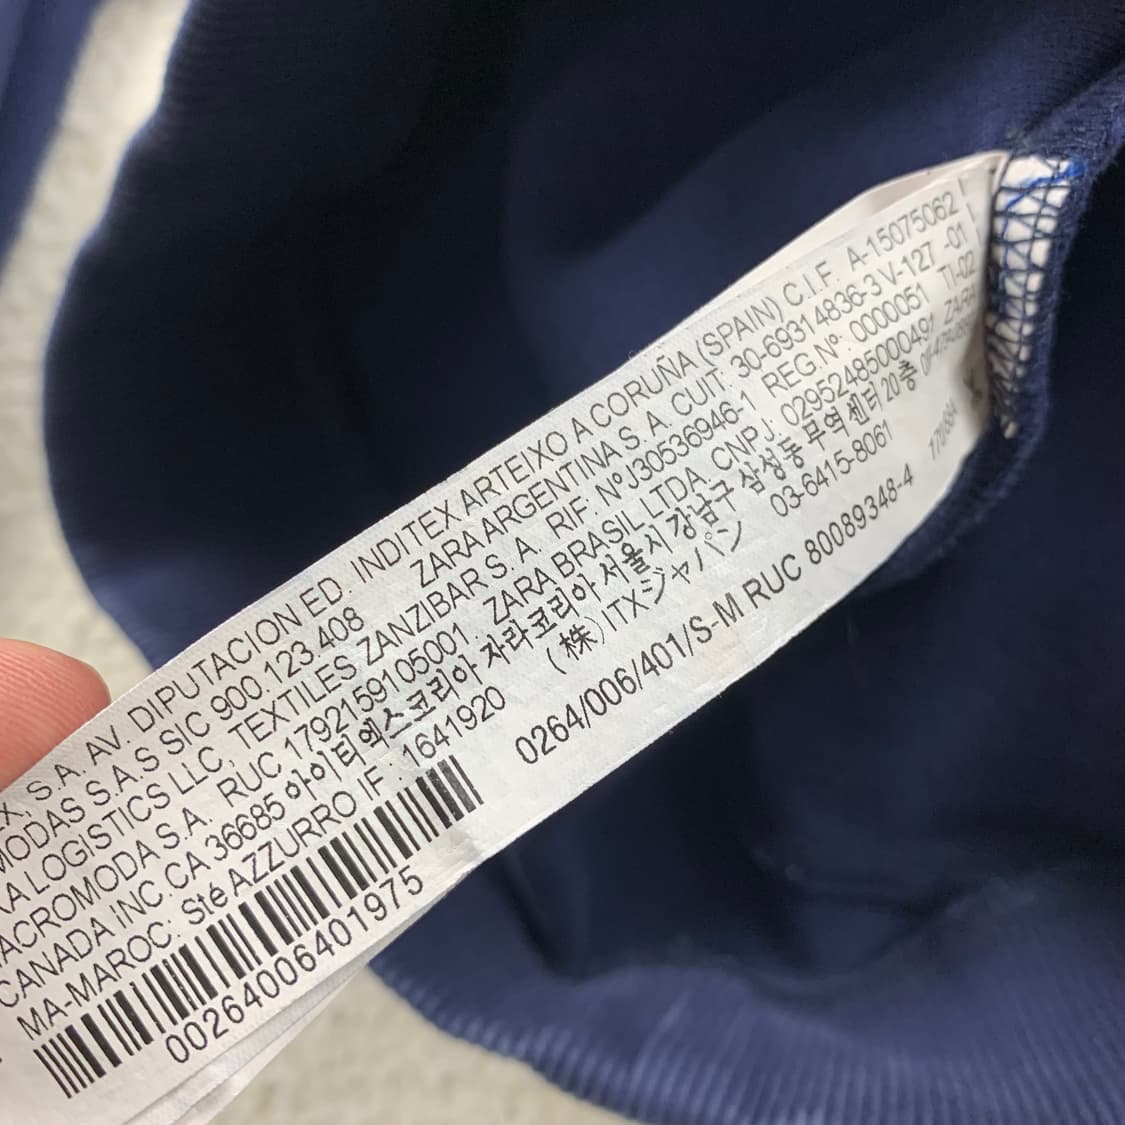 X, S.A. AV. DIPUTACION ED. INDITEX ARTEIXO A CORUÑA (SPAIN) C.I.F. A-15075062
MODAS S.A.S SIC 900.123.408 ZARA ARGENTINA S. A. CUIT: 30-69314836-3 V-127 -01
LOGISTICS LLC, TEXTILES ZANZIBAR S. A. RIF: N°J30536946-1 REG N°: 0000051 TI-02
ACROMODA S.A. RUC 1792159105001. ZARA BRASIL LTDA. CNPJ: 02952485000491 ZARA
CANADA INC. CA 36685 아이티엑스코리아 자라코리아 서울시 강남구 삼성동 무역센터 20층
MA-MAROC: Sté AZZURRO IF : 1641920 (株) ITXジャパン 03-6415-8061
0264/006/401/S-M RUC 80089348-4
00264006401975